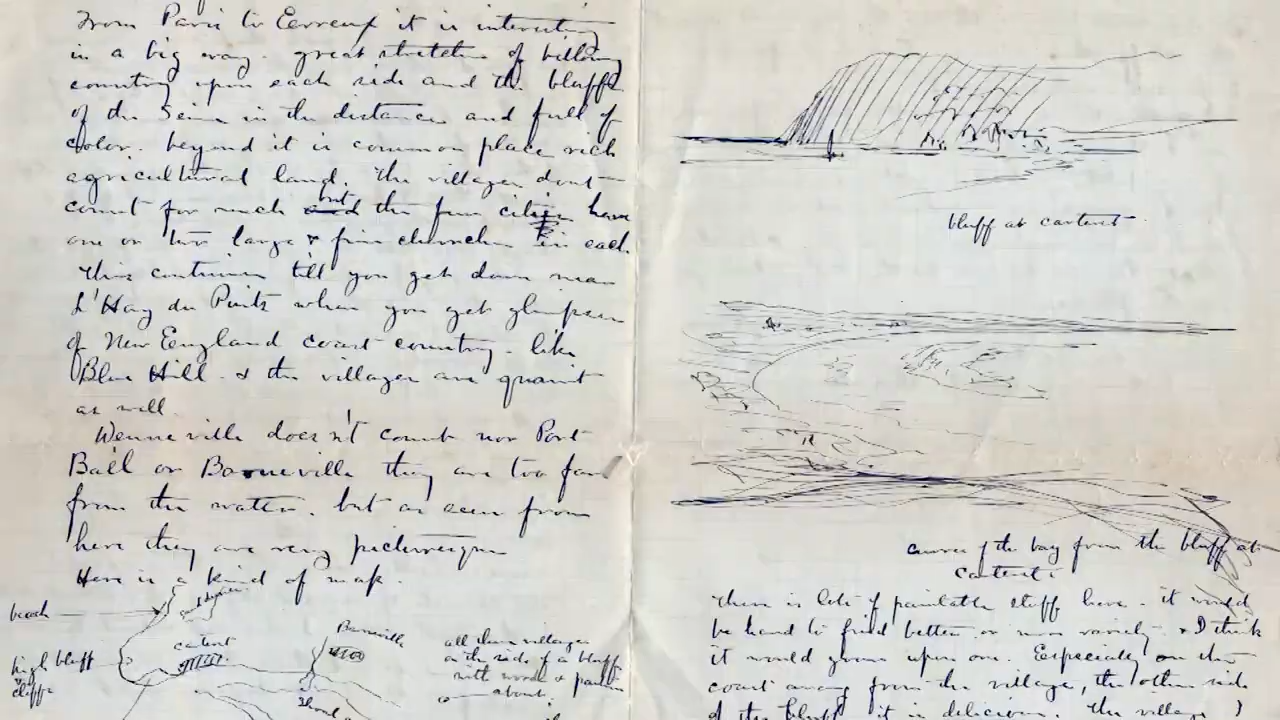 From Paris to Evreux it is interesting
in a big way. great stretches of billowy
country upon each side and the bluffs
of the Seine in the distance and full of
color. beyond it is common place rich
agricultural land. The villages dont
count for much and but the fine cities have
one or two large & fine churches in each.
This continues till you get down near
L'Hay du Puits when you get glimpses
of New England coast country. like
Blue Hill. & the villages are quaint
as well.
Wenneville doesn't count nor Port
Bail or Barneville they are too far
from the water. but as seen from
here they are very picturesque
Here is a kind of map.
beach
high bluff
cliffs
carteret
Barneville
all these villages
on the side of a bluff
with woods &
about.
bluff at carteret
curve of the bay from the bluff at
carteret
There is lots of paintable stuff here. it would
be hard to find better or more variety & I think
it would grow upon one. Especially on the
coast away from the village, the other side
of the bluff it is delicious. The village